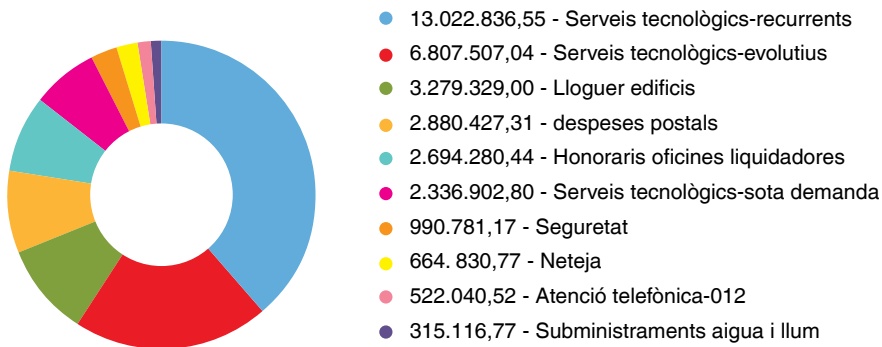 13.022.836,55 - Serveis tecnològics-recurrents
6.807.507,04 - Serveis tecnològics-evolutius
3.279.329,00 - Lloguer edificis
2.880.427,31 - despeses postals
2.694.280,44 - Honoraris oficines liquidadores
2.336.902,80 - Serveis tecnològics-sota demanda
990.781,17 - Seguretat
664. 830,77 - Neteja
522.040,52 - Atenció telefònica-012
315.116,77 - Subministraments aigua i llum